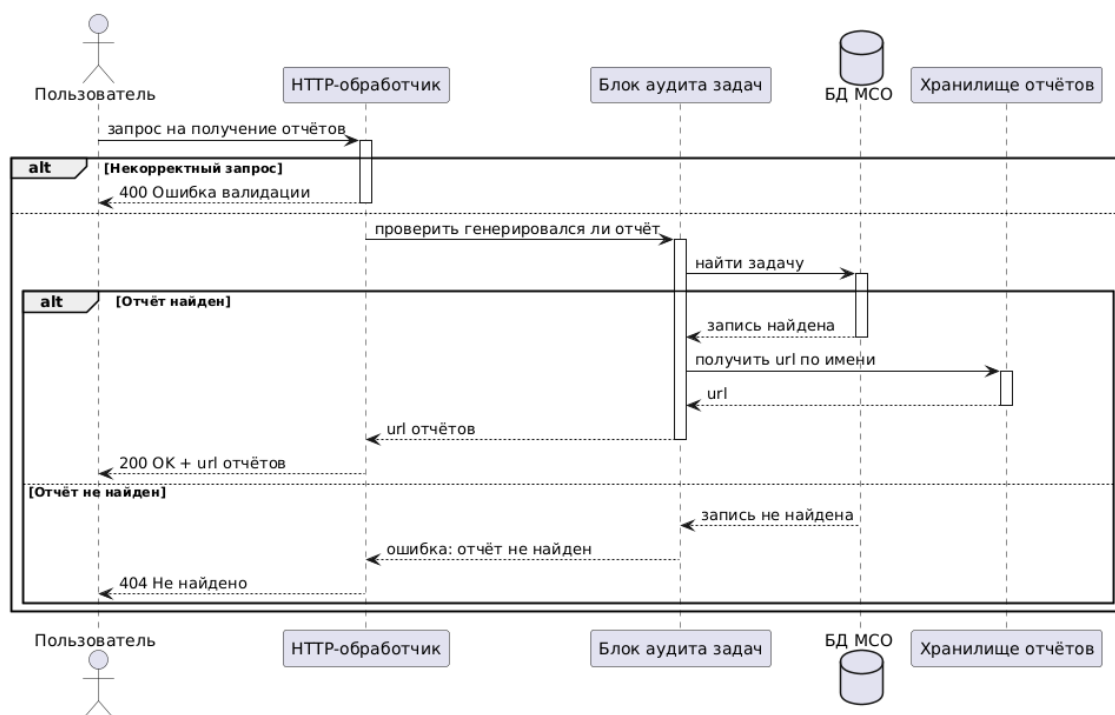 Пользователь
HTTP-обработчик
Блок аудита задач
БД МСО
Хранилище отчётов
запрос на получение отчётов
alt
[Некорректный запрос]
400 Ошибка валидации
проверить генерировался ли отчёт
найти задачу
alt
[Отчёт найден]
запись найдена
получить url по имени
url
url отчётов
200 OK + url отчётов
[Отчёт не найден]
запись не найдена
ошибка: отчёт не найден
404 Не найдено
Пользователь
HTTP-обработчик
Блок аудита задач
БД МСО
Хранилище отчётов